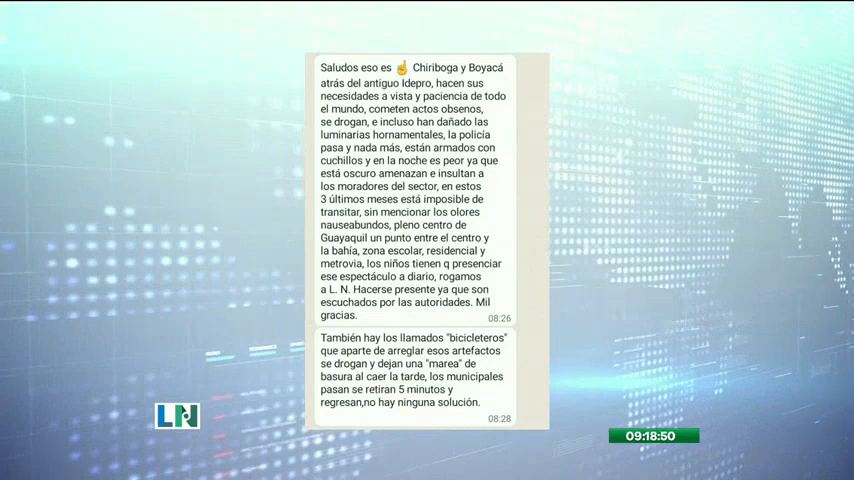 Saludos eso es ☝ Chiriboga y Boyacá
atrás del antiguo Idepro, hacen sus
necesidades a vista y paciencia de todo
el mundo, cometen actos obsenos,
se drogan, e incluso han dañado las
luminarias hornamentales, la policía
pasa y nada más, están armados con
cuchillos y en la noche es peor ya que
está oscuro amenazan e insultan a
los moradores del sector, en estos
3 últimos meses está imposible de
transitar, sin mencionar los olores
nauseabundos, pleno centro de
Guayaquil un punto entre el centro y
la bahía, zona escolar, residencial y
metrovia, los niños tienen q presenciar
ese espectáculo a diario, rogamos
a L. N. Hacerse presente ya que son
escuchados por las autoridades. Mil
gracias.
08:26
También hay los llamados "bicicleteros"
que aparte de arreglar esos artefactos
se drogan y dejan una "marea" de
basura al caer la tarde, los municipales
pasan se retiran 5 minutos y
regresan,no hay ninguna solución.
08:28
LN
09:18:50